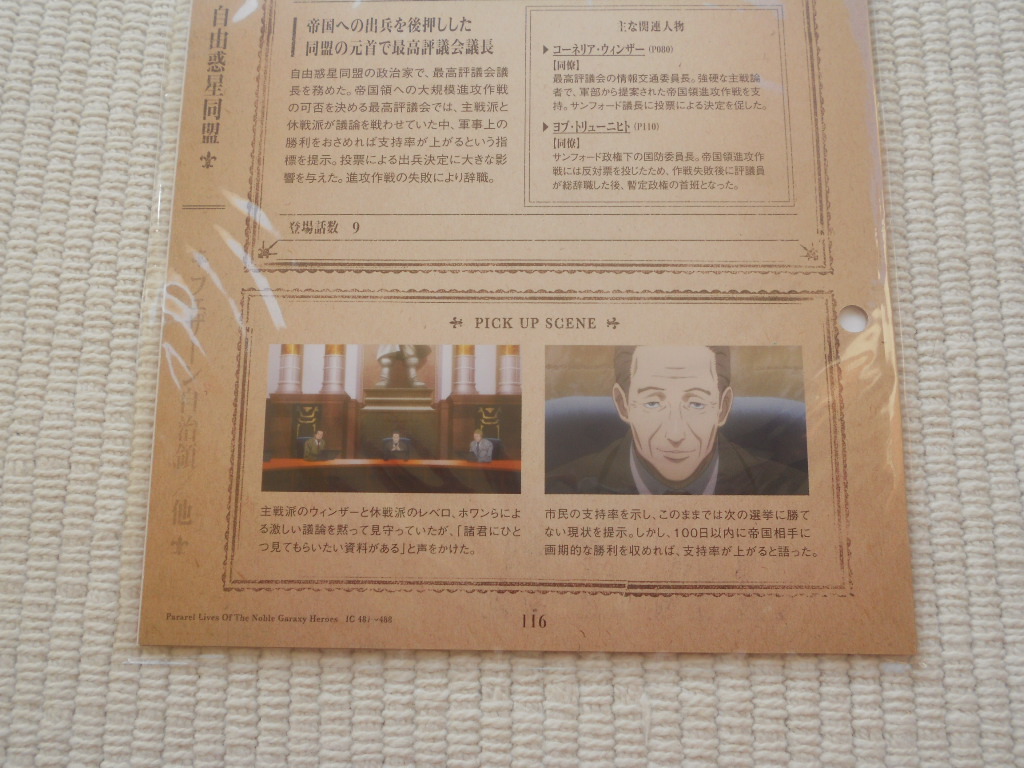 自由惑星同盟
フェザーン自治領／他
帝国への出兵を後押しした
同盟の元首で最高評議会議長
自由惑星同盟の政治家で、最高評議会議
長を務めた。帝国領への大規模進攻作戦
の可否を決める最高評議会では、主戦派と
休戦派が議論を戦わせていた中、軍事上の
勝利をおさめれば支持率が上がるという指
標を提示。投票による出兵決定に大きな影
響を与えた。進攻作戦の失敗により辞職。
主な関連人物
コーネリア・ウィンザー (P080)
【同僚】
最高評議会の情報交通委員長。強硬な主戦論
者で、軍部から提案された帝国領進攻作戦を支
持。サンフォード議長に投票による決定を促した。
ヨブ・トリューニヒト (P110)
【同僚】
サンフォード政権下の国防委員長。帝国領進攻作
戦には反対票を投じたため、作戦失敗後に評議員
が総辞職した後、暫定政権の首班となった。
登場話数 9
PICK UP SCENE
主戦派のウィンザーと休戦派のレベロ、ホワンらによ
る激しい議論を黙って見守っていたが、「諸君にひと
つ見てもらいたい資料がある」と声をかけた。
市民の支持率を示し、このままでは次の選挙に勝て
ない現状を提示。しかし、100日以内に帝国相手に
画期的な勝利を収めれば、支持率が上がると語った。
Pararel Lives Of The Noble Garaxy Heroes IC 487~488
116